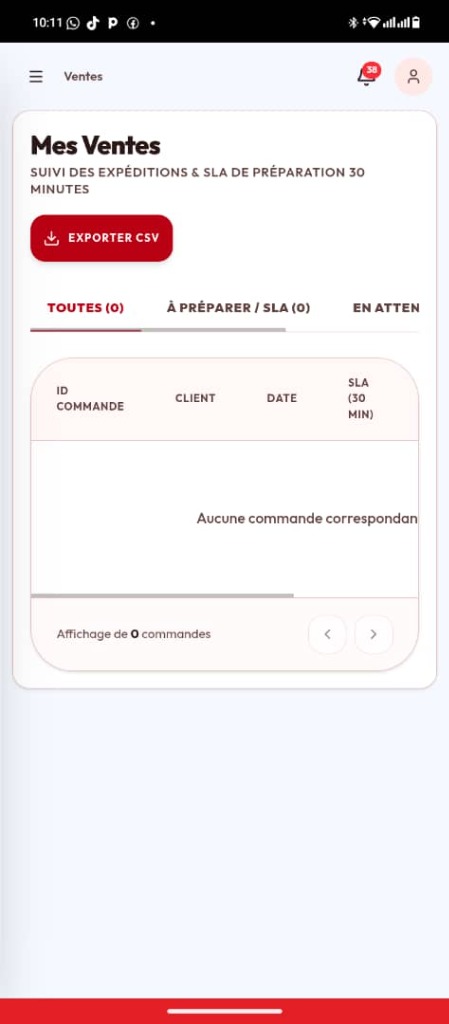 10:11
Ventes
38
Mes Ventes
SUIVI DES EXPÉDITIONS & SLA DE PRÉPARATION 30
MINUTES
EXPORTER CSV
TOUTES (0)
À PRÉPARER / SLA (0)
EN ATTEN
ID
COMMANDE
CLIENT
DATE
SLA
(30
MIN)
Aucune commande correspondan
Affichage de 0 commandes